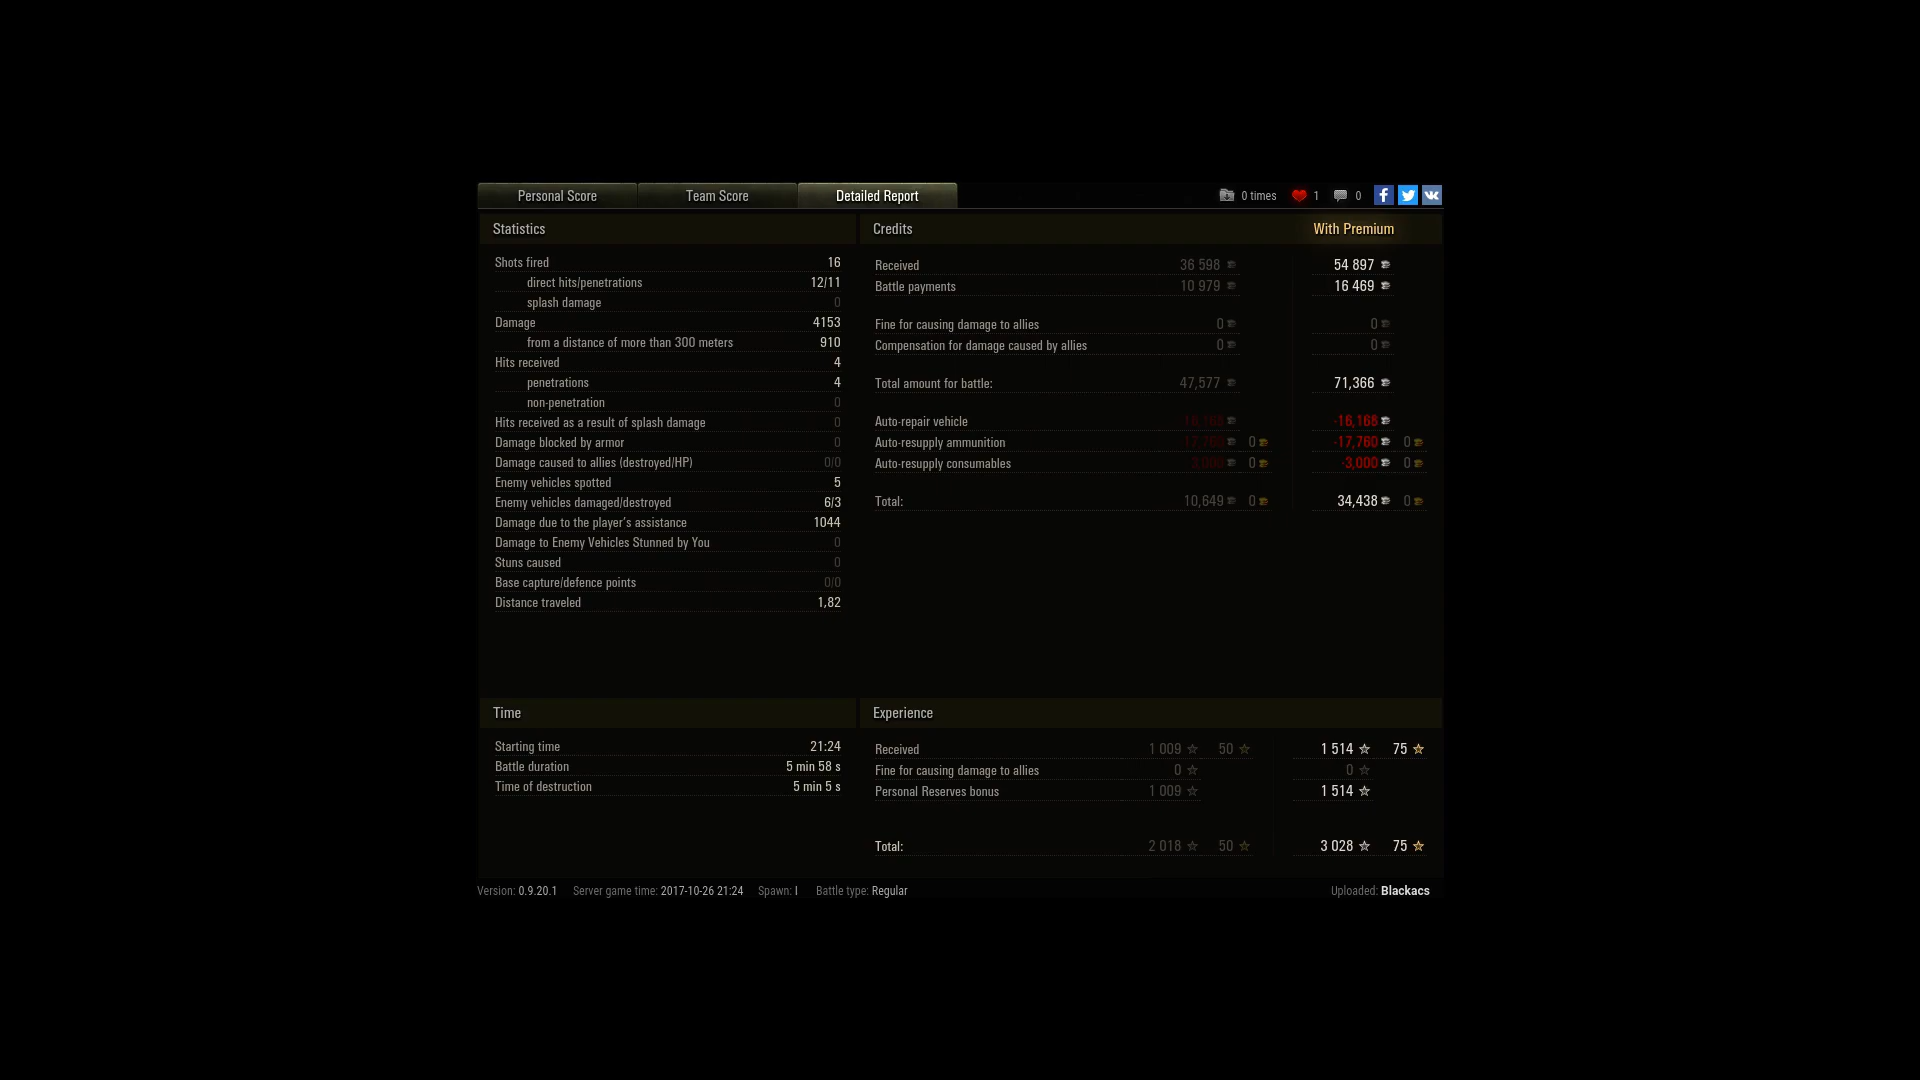 Personal Score Team Score Detailed Report 0 times 1 0
Statistics
Shots fired 16
direct hits/penetrations 12/11
splash damage 0
Damage 4153
from a distance of more than 300 meters 910
Hits received 4
penetrations 4
non-penetration 0
Hits received as a result of splash damage 0
Damage blocked by armor 0
Damage caused to allies (destroyed/HP) 0/0
Enemy vehicles spotted 5
Enemy vehicles damaged/destroyed 6/3
Damage due to the player's assistance 1044
Damage to Enemy Vehicles Stunned by You 0
Stuns caused 0
Base capture/defence points 0/0
Distance traveled 1,82
Credits With Premium
Received 36 598 54 897
Battle payments 10 979 16 469
Fine for causing damage to allies 0 0
Compensation for damage caused by allies 0 0
Total amount for battle: 47,577 71,366
Auto-repair vehicle 16,168 -16,168
Auto-resupply ammunition 17,760 0 -17,760 0
Auto-resupply consumables 3,000 0 -3,000 0
Total: 10,649 0 34,438 0
Time
Starting time 21:24
Battle duration 5 min 58 s
Time of destruction 5 min 5 s
Experience
Received 1 009 50 1 514 75
Fine for causing damage to allies 0 0
Personal Reserves bonus 1 009 1 514
Total: 2 018 50 3 028 75
Version: 0.9.20.1 Server game time: 2017-10-26 21:24 Spawn: I Battle type: Regular Uploaded: Blackacs